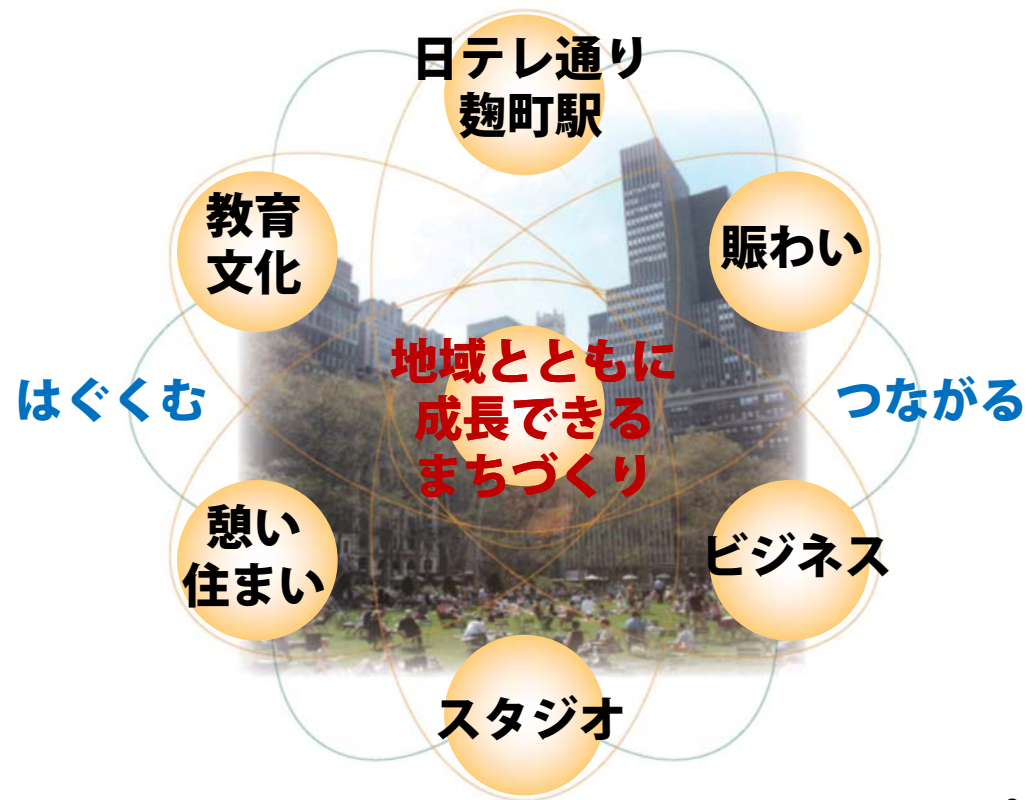 日テレ通り
麹町駅
教育
文化
賑わい
地域とともに
成長できる
まちづくり
はぐくむ
つながる
憩い
住まい
ビジネス
スタジオ